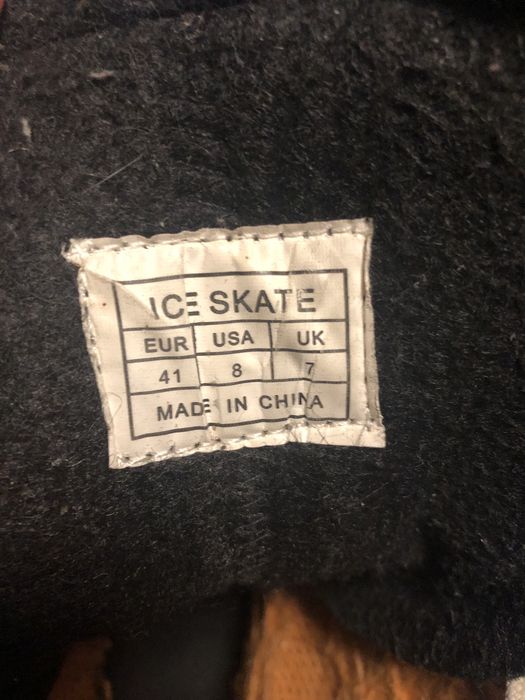 ICE SKATE
EUR USA UK
41 8 7
MADE IN CHINA